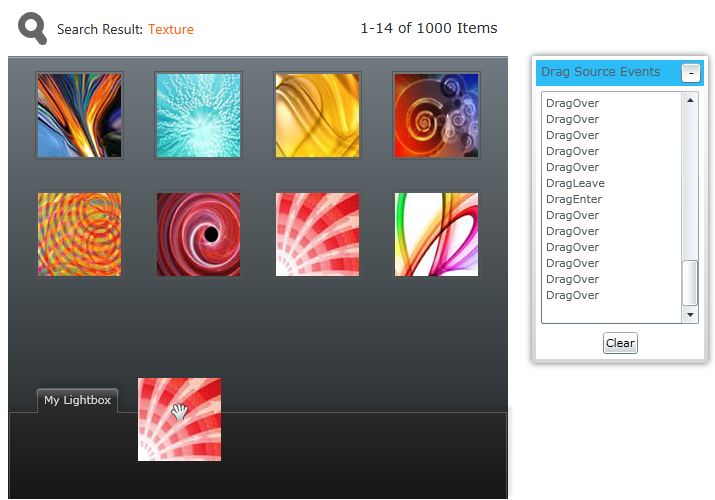 Search Result: Texture
1-14 of 1000 Items
Drag Source Events
-
DragOver
DragOver
DragOver
DragOver
DragOver
DragLeave
DragEnter
DragOver
DragOver
DragOver
DragOver
DragOver
DragOver
Clear
My Lightbox